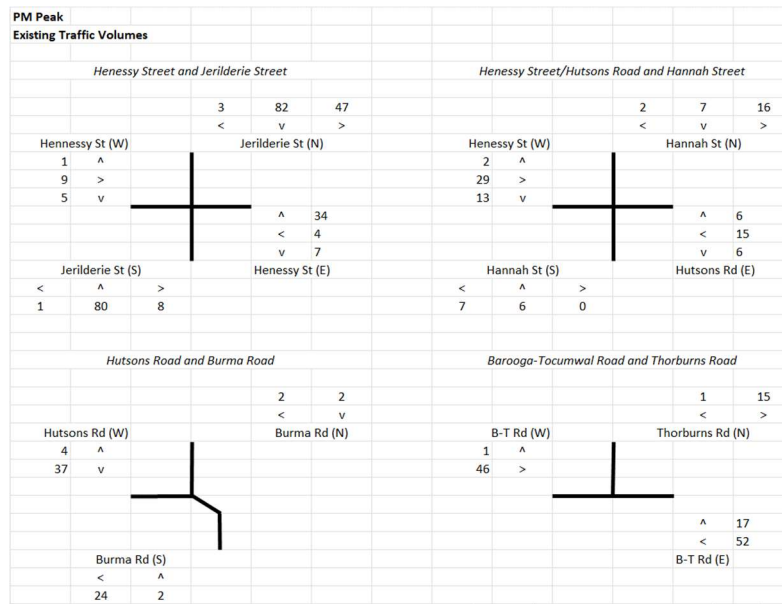 PM Peak
Existing Traffic Volumes
Henessy Street and Jerilderie Street
Henessy Street/Hutsons Road and Hannah Street
3 82 47
2 7 16
< v >
< v >
Hennessy St (W) Jerilderie St (N)
Henessy St (W) Hannah St (N)
1 ^
2 ^
9 >
29 >
5 v
13 v
^ 34
^ 6
< 4
< 15
v 7
v 6
Jerilderie St (S) Henessy St (E)
Hannah St (S) Hutsons Rd (E)
< ^ >
< ^ >
1 80 8
7 6 0
Hutsons Road and Burma Road
Barooga-Tocumwal Road and Thorburns Road
2 2
1 15
< v
< >
Hutsons Rd (W) Burma Rd (N)
B-T Rd (W) Thorburns Rd (N)
4 ^
1 ^
37 v
46 >
^ 17
< 52
Burma Rd (S)
B-T Rd (E)
< ^
24 2